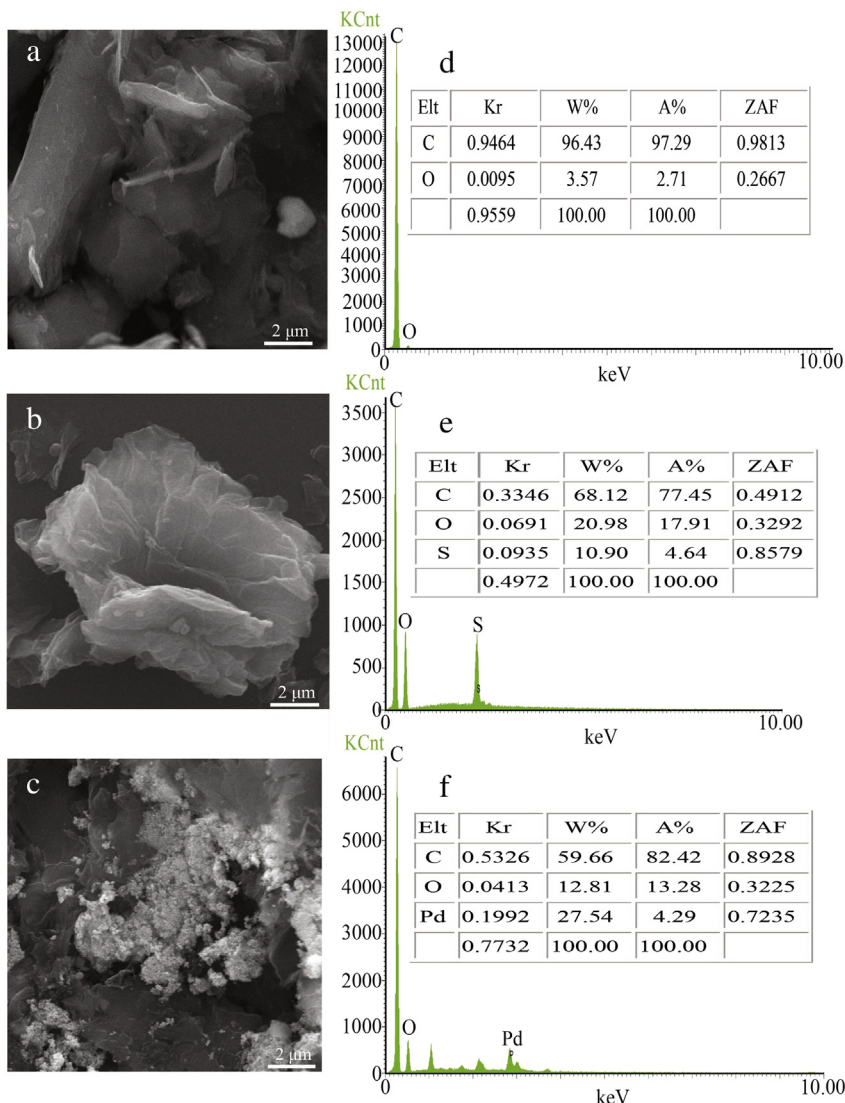 a
2 μm
KCnt
d
C
13000
12000
11000
10000
9000
8000
7000
6000
5000
4000
3000
2000
1000
0
O
Elt Kr W% A% ZAF
C 0.9464 96.43 97.29 0.9813
O 0.0095 3.57 2.71 0.2667
0.9559 100.00 100.00
0 10.00
keV
b
2 μm
KCnt
e
C
3500
3000
2500
2000
1500
1000
500
0
O
S
s
Elt Kr W% A% ZAF
C 0.3346 68.12 77.45 0.4912
O 0.0691 20.98 17.91 0.3292
S 0.0935 10.90 4.64 0.8579
0.4972 100.00 100.00
0 10.00
keV
c
2 μm
KCnt
f
C
6000
5000
4000
3000
2000
1000
0
O
Pd
Elt Kr W% A% ZAF
C 0.5326 59.66 82.42 0.8928
O 0.0413 12.81 13.28 0.3225
Pd 0.1992 27.54 4.29 0.7235
0.7732 100.00 100.00
0 10.00
keV